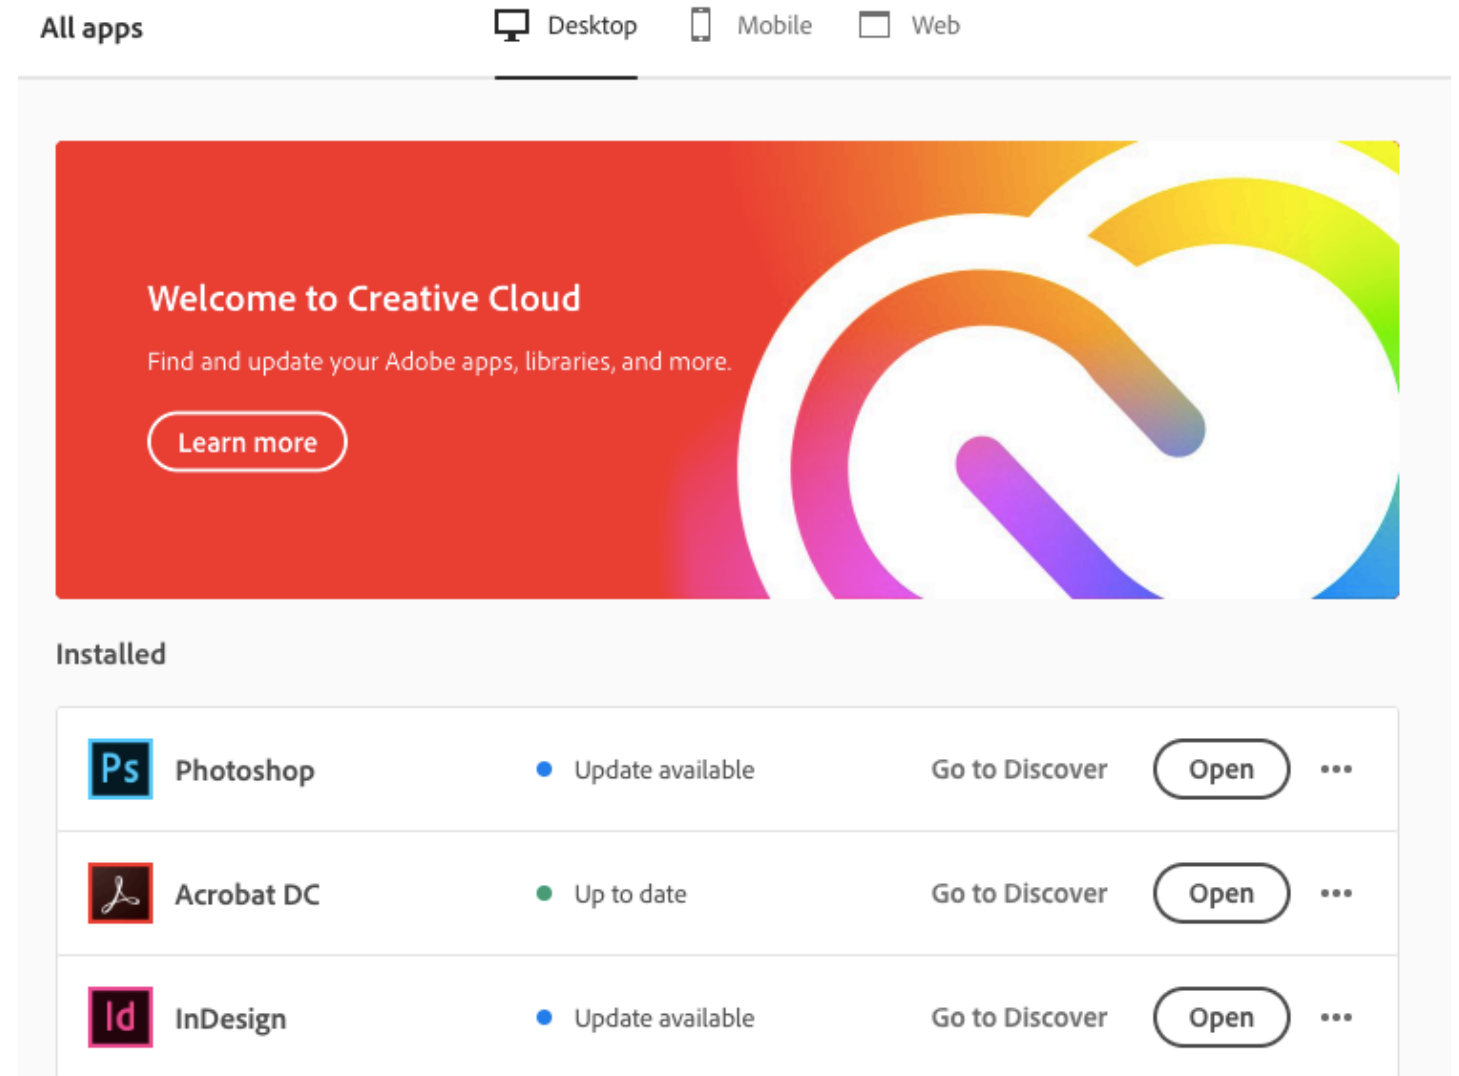 All apps
Desktop
Mobile
Web
Welcome to Creative Cloud
Find and update your Adobe apps, libraries, and more.
Learn more
Installed
Ps Photoshop Update available Go to Discover Open
Acrobat DC Up to date Go to Discover Open
Id InDesign Update available Go to Discover Open